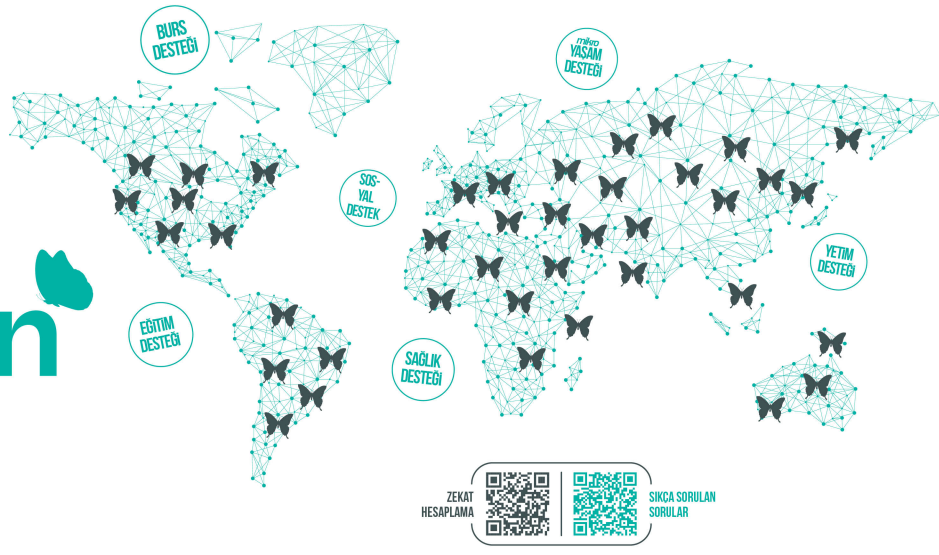 BURS
DESTEĞİ
mikro
YAŞAM
DESTEĞİ
SOS-
YAL
DESTEK
YETİM
DESTEĞİ
n
EĞİTİM
DESTEĞİ
SAĞLIK
DESTEĞİ
ZEKAT
HESAPLAMA
SIKÇA SORULAN
SORULAR